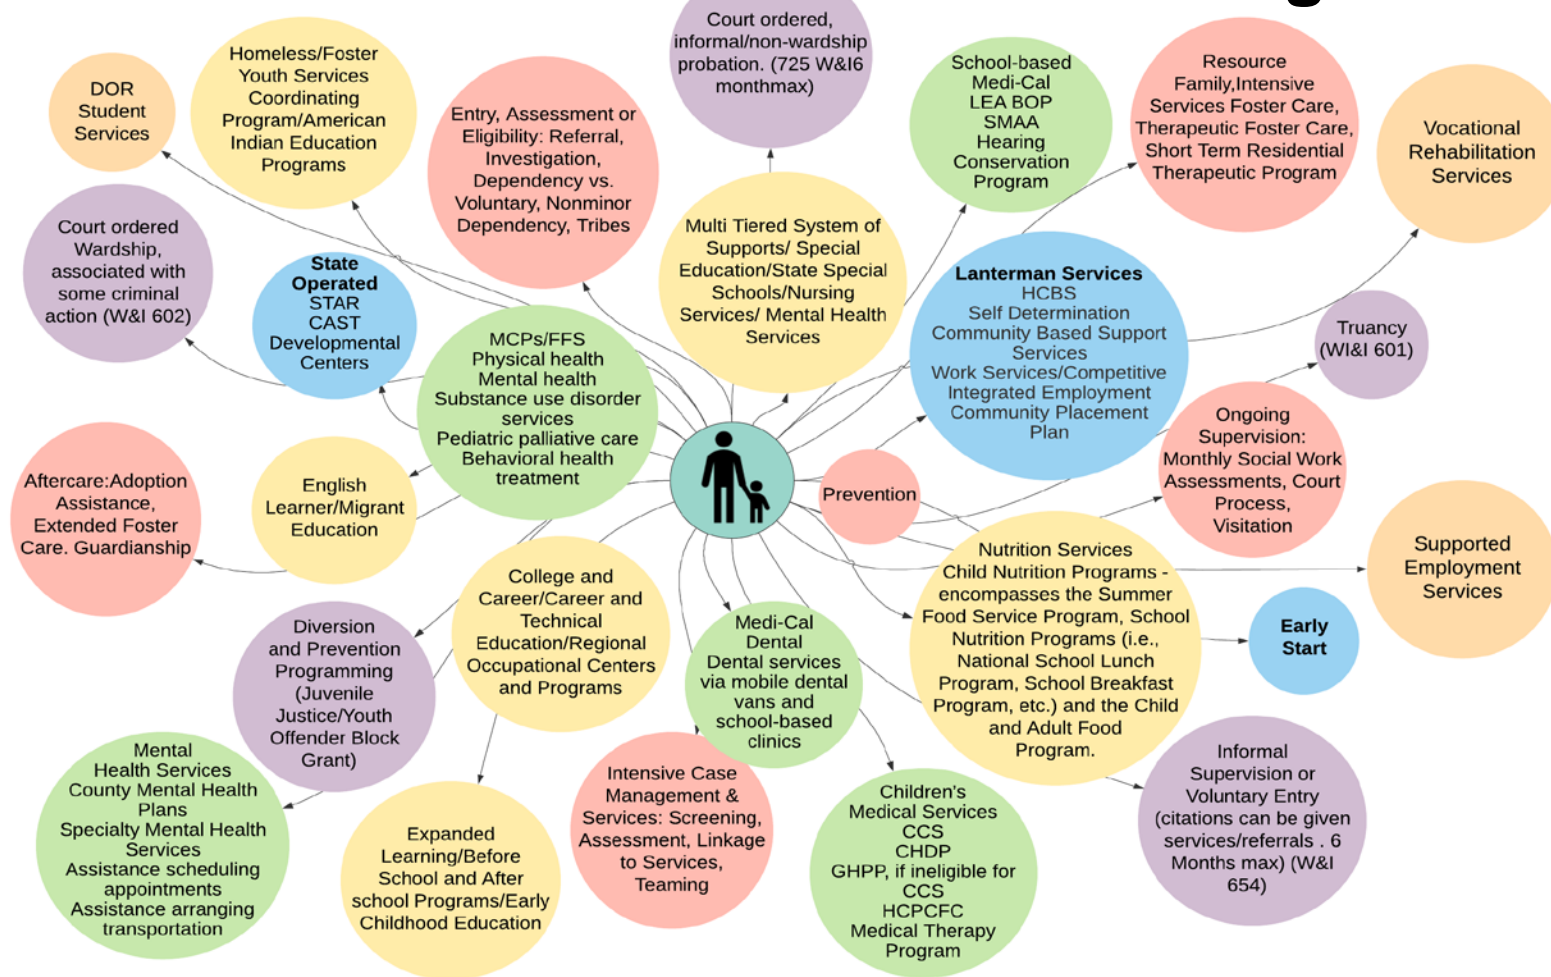 DOR
Student
Services
Homeless/Foster
Youth Services
Coordinating
Program/American
Indian Education
Programs
Entry, Assessment or
Eligibility: Referral,
Investigation,
Dependency vs.
Voluntary, Nonminor
Dependency, Tribes
Court ordered,
informal/non-wardship
probation. (725 W&I6
monthmax)
School-based
Medi-Cal
LEA BOP
SMAA
Hearing
Conservation
Program
Resource
Family,Intensive
Services Foster Care,
Therapeutic Foster Care,
Short Term Residential
Therapeutic Program
Vocational
Rehabilitation
Services
Court ordered
Wardship,
associated with
some criminal
action (W&I 602)
State
Operated
STAR
CAST
Developmental
Centers
MCPs/FFS
Physical health
Mental health
Substance use disorder
services
Pediatric palliative care
Behavioral health
treatment
Multi Tiered System of
Supports/ Special
Education/State Special
Schools/Nursing
Services/ Mental Health
Services
Lanterman Services
HCBS
Self Determination
Community Based Support
Services
Work Services/Competitive
Integrated Employment
Community Placement
Plan
Truancy
(WI&I 601)
Aftercare:Adoption
Assistance,
Extended Foster
Care. Guardianship
English
Learner/Migrant
Education
Prevention
Ongoing
Supervision:
Monthly Social Work
Assessments, Court
Process,
Visitation
Supported
Employment
Services
Diversion
and Prevention
Programming
(Juvenile
Justice/Youth
Offender Block
Grant)
College and
Career/Career and
Technical
Education/Regional
Occupational Centers
and Programs
Medi-Cal
Dental
Dental services
via mobile dental
vans and
school-based
clinics
Nutrition Services
Child Nutrition Programs -
encompasses the Summer
Food Service Program, School
Nutrition Programs (i.e.,
National School Lunch
Program, School Breakfast
Program, etc.) and the Child
and Adult Food
Program.
Early
Start
Mental
Health Services
County Mental Health
Plans
Specialty Mental Health
Services
Assistance scheduling
appointments
Assistance arranging
transportation
Expanded
Learning/Before
School and After
school Programs/Early
Childhood Education
Intensive Case
Management &
Services: Screening,
Assessment, Linkage
to Services,
Teaming
Children's
Medical Services
CCS
CHDP
GHPP, if ineligible for
CCS
HCPCFC
Medical Therapy
Program
Informal
Supervision or
Voluntary Entry
(citations can be given
services/referrals . 6
Months max) (W&I
654)